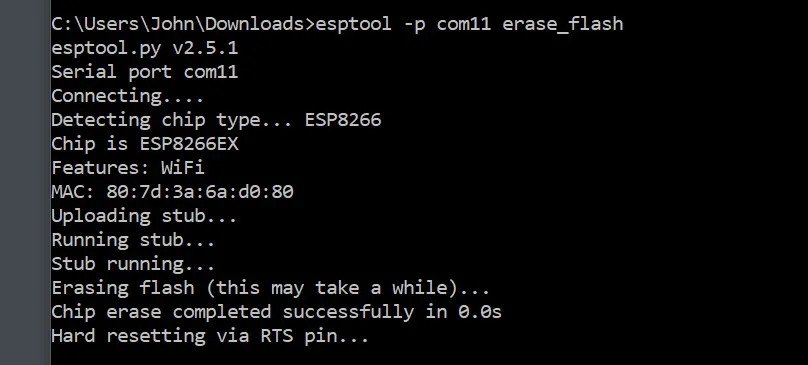 C:\Users\John\Downloads>esptool -p com11 erase_flash
esptool.py v2.5.1
Serial port com11
Connecting....
Detecting chip type... ESP8266
Chip is ESP8266EX
Features: WiFi
MAC: 80:7d:3a:6a:d0:80
Uploading stub...
Running stub...
Stub running...
Erasing flash (this may take a while)...
Chip erase completed successfully in 0.0s
Hard resetting via RTS pin...